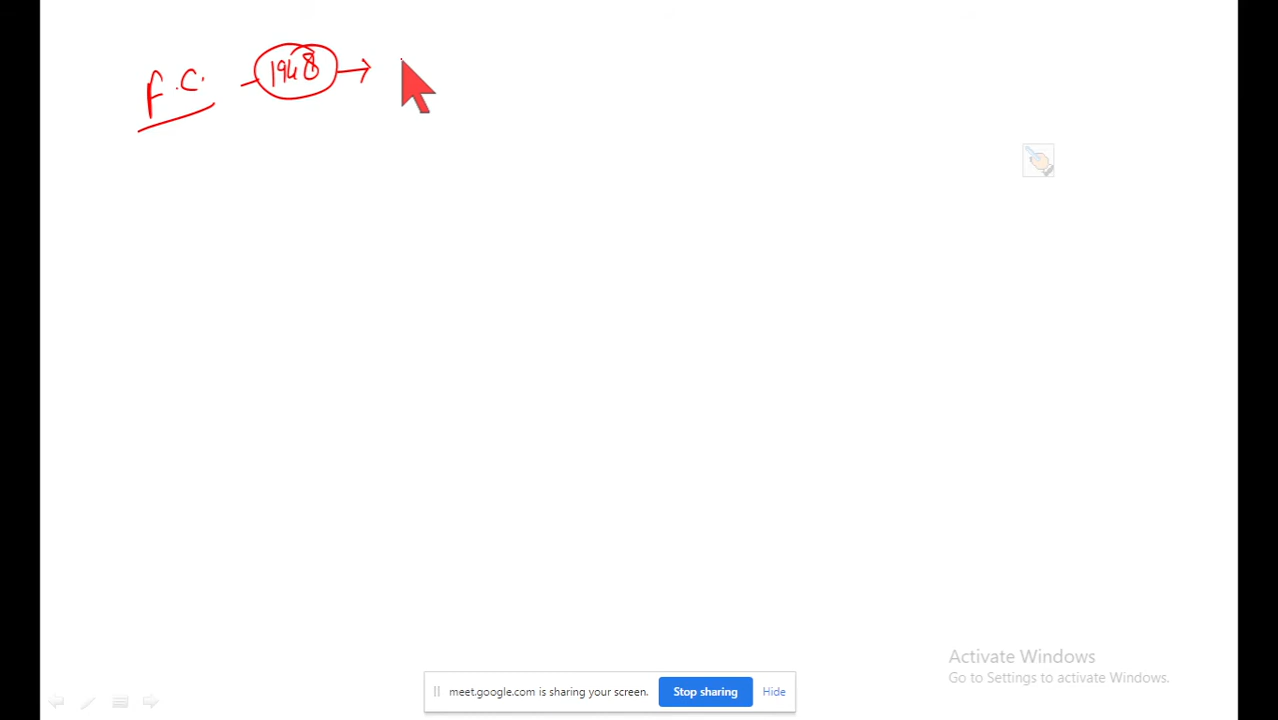 F.C. - 1948 →
Activate Windows
Go to Settings to activate Windows.
meet.google.com is sharing your screen. Stop sharing Hide